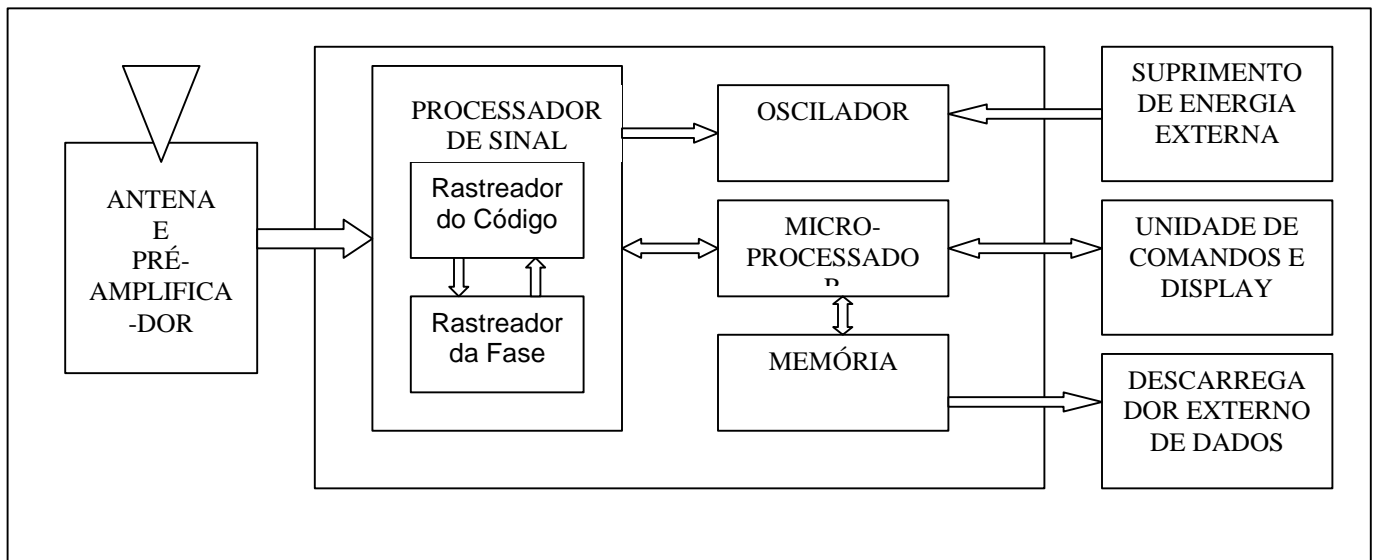 ANTENA
E
PRÉ-
AMPLIFICA
-DOR
PROCESSADOR
DE SINAL
Rastreador
do Código
Rastreador
da Fase
OSCILADOR
MICRO-
PROCESSADO
R
MEMÓRIA
SUPRIMENTO
DE ENERGIA
EXTERNA
UNIDADE DE
COMANDOS E
DISPLAY
DESCARREGA
DOR EXTERNO
DE DADOS